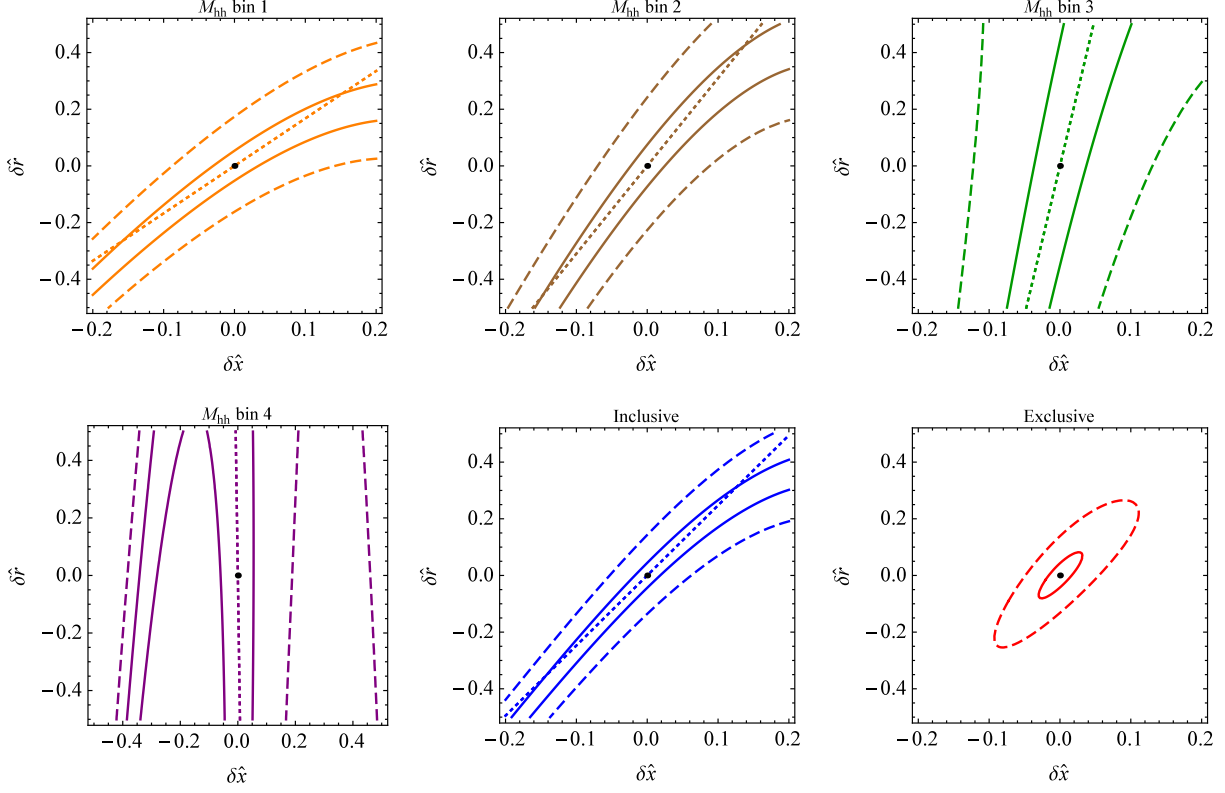 M_hh bin 1
M_hh bin 2
M_hh bin 3
0.4
0.2
0.0
−0.2
−0.4
δr̂
−0.2 −0.1 0.0 0.1 0.2
δx̂
0.4
0.2
0.0
−0.2
−0.4
δr̂
−0.2 −0.1 0.0 0.1 0.2
δx̂
0.4
0.2
0.0
−0.2
−0.4
δr̂
−0.2 −0.1 0.0 0.1 0.2
δx̂
M_hh bin 4
Inclusive
Exclusive
0.4
0.2
0.0
−0.2
−0.4
δr̂
−0.4 −0.2 0.0 0.2 0.4
δx̂
0.4
0.2
0.0
−0.2
−0.4
δr̂
−0.2 −0.1 0.0 0.1 0.2
δx̂
0.4
0.2
0.0
−0.2
−0.4
δr̂
−0.2 −0.1 0.0 0.1 0.2
δx̂